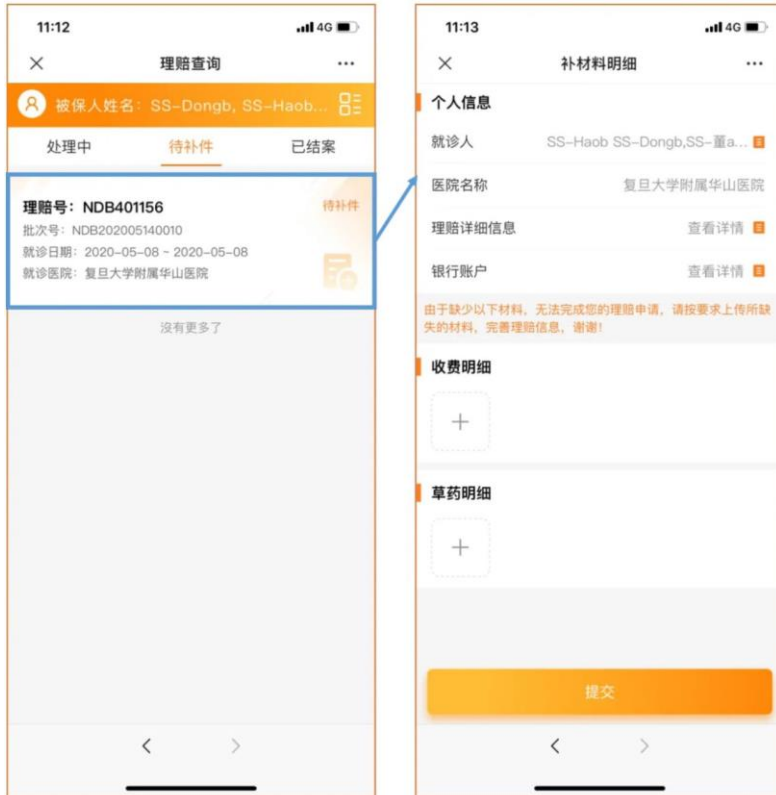 11:12
4G
理赔查询
被保人姓名: SS-Dongb, SS-Haob...
处理中
待补件
已结案
理赔号: NDB401156
待补件
批次号: NDB202005140010
就诊日期: 2020-05-08 ~ 2020-05-08
就诊医院: 复旦大学附属华山医院
没有更多了
11:13
4G
补材料明细
个人信息
就诊人
SS-Haob SS-Dongb,SS-董a...
医院名称
复旦大学附属华山医院
理赔详细信息
查看详情
银行账户
查看详情
由于缺少以下材料, 无法完成您的理赔申请, 请按要求上传所缺
失的材料, 完善理赔信息, 谢谢!
收费明细
草药明细
提交